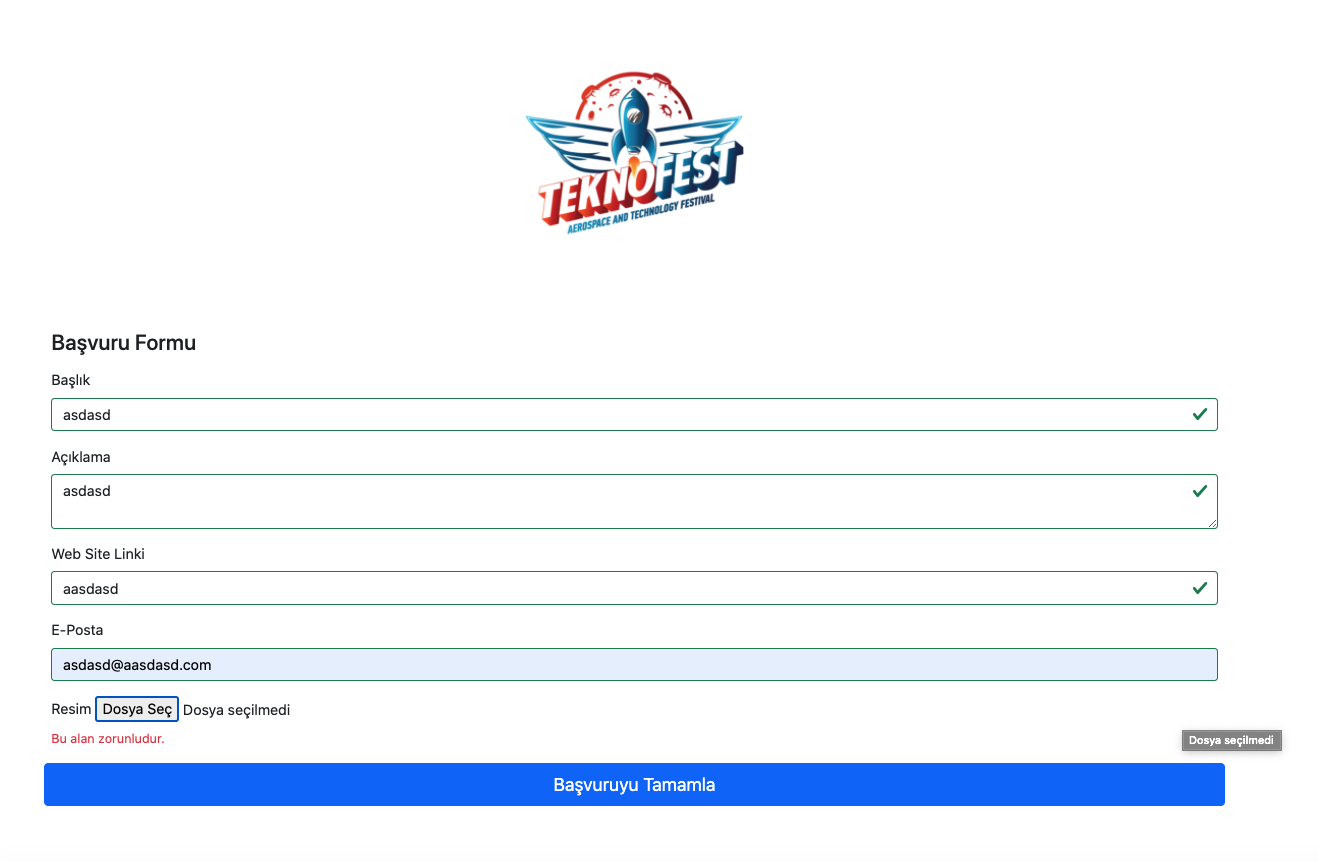 TEKNOFEST
AEROSPACE AND TECHNOLOGY FESTIVAL
Başvuru Formu
Başlık
asdasd
Açıklama
asdasd
Web Site Linki
aasdasd
E-Posta
asdasd@aasdasd.com
Resim Dosya Seç Dosya seçilmedi
Bu alan zorunludur.
Dosya seçilmedi
Başvuruyu Tamamla